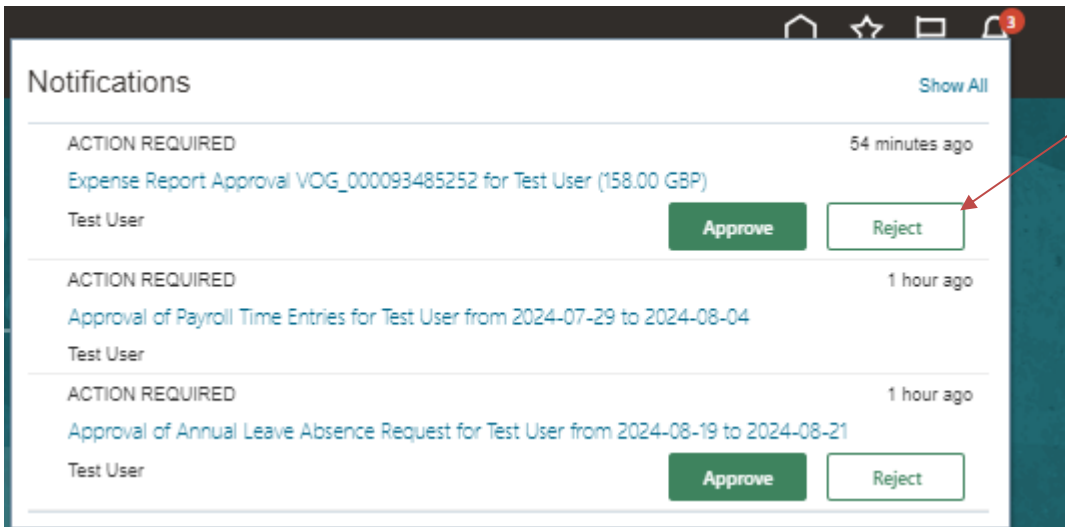 3
Notifications
Show All
ACTION REQUIRED
54 minutes ago
Expense Report Approval VOG_000093485252 for Test User (158.00 GBP)
Test User
Approve
Reject
ACTION REQUIRED
1 hour ago
Approval of Payroll Time Entries for Test User from 2024-07-29 to 2024-08-04
Test User
ACTION REQUIRED
1 hour ago
Approval of Annual Leave Absence Request for Test User from 2024-08-19 to 2024-08-21
Test User
Approve
Reject